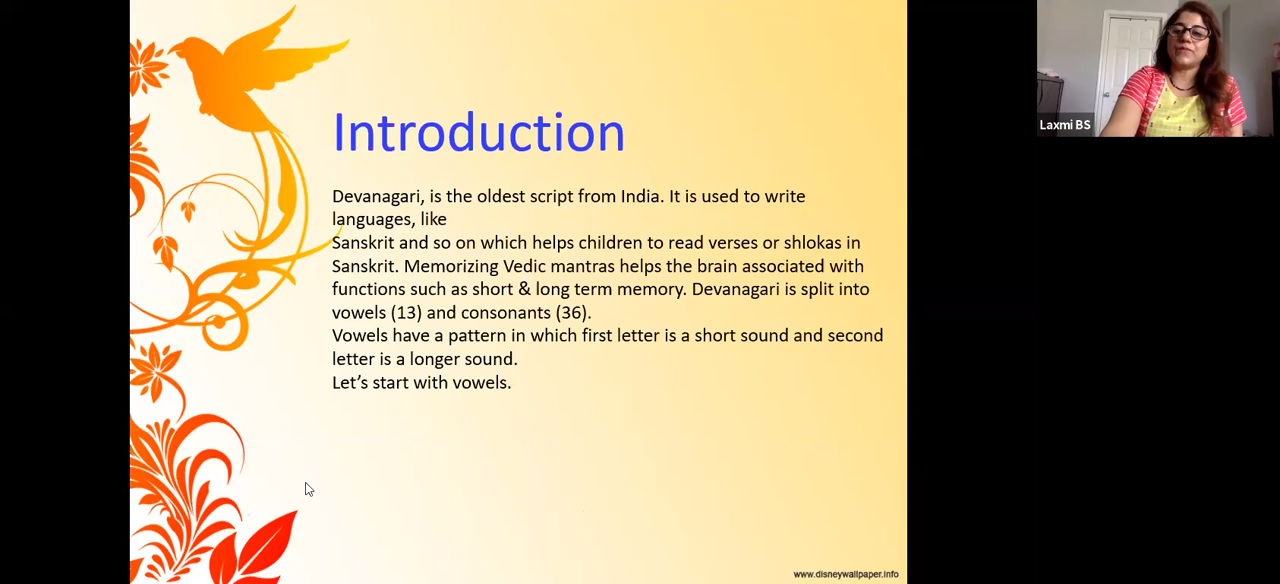 Introduction
Devanagari, is the oldest script from India. It is used to write
languages, like
Sanskrit and so on which helps children to read verses or shlokas in
Sanskrit. Memorizing Vedic mantras helps the brain associated with
functions such as short & long term memory. Devanagari is split into
vowels (13) and consonants (36).
Vowels have a pattern in which first letter is a short sound and second
letter is a longer sound.
Let’s start with vowels.
www.disneywallpaper.info
Laxmi BS